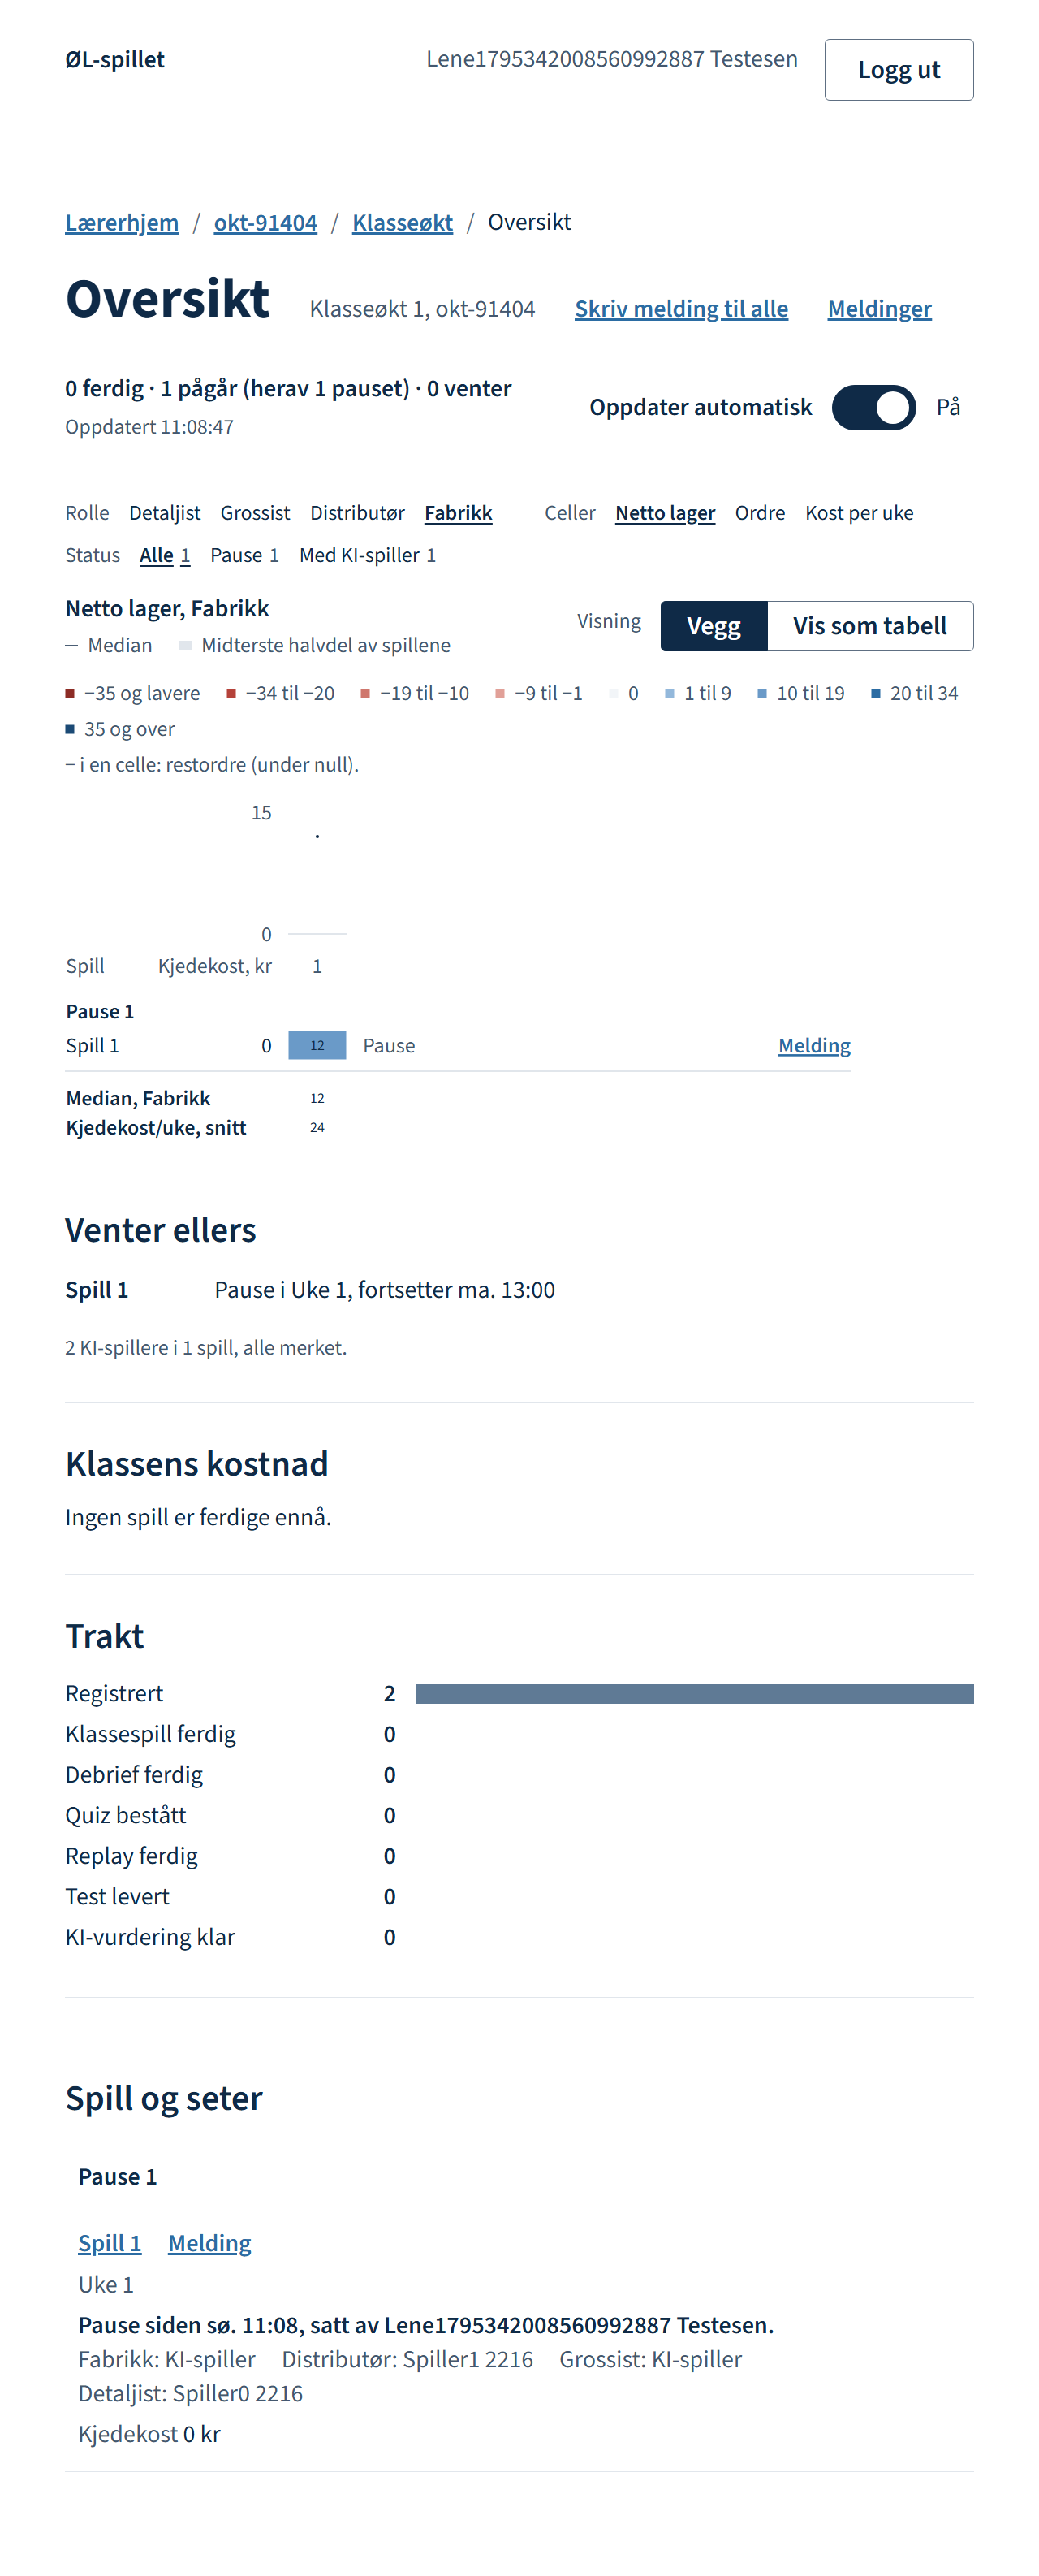 ØL-spillet Lene1795342008560992887 Testesen Logg ut
Lærerhjem / okt-91404 / Klasseøkt / Oversikt
Oversikt Klasseøkt 1, okt-91404 Skriv melding til alle Meldinger
0 ferdig · 1 pågår (herav 1 pauset) · 0 venter
Oppdatert 11:08:47
Oppdater automatisk På
Rolle Detaljist Grossist Distributør Fabrikk Celler Netto lager Ordre Kost per uke
Status Alle 1 Pause 1 Med KI-spiller 1
Netto lager, Fabrikk
Median Midterste halvdel av spillene
Visning Vegg Vis som tabell
−35 og lavere −34 til −20 −19 til −10 −9 til −1 0 1 til 9 10 til 19 20 til 34
35 og over
− i en celle: restordre (under null).
15
0
Spill Kjedekost, kr 1
Pause 1
Spill 1 0 12 Pause Melding
Median, Fabrikk 12
Kjedekost/uke, snitt 24
Venter ellers
Spill 1 Pause i Uke 1, fortsetter ma. 13:00
2 KI-spillere i 1 spill, alle merket.
Klassens kostnad
Ingen spill er ferdige ennå.
Trakt
Registrert 2
Klassespill ferdig 0
Debrief ferdig 0
Quiz bestått 0
Replay ferdig 0
Test levert 0
KI-vurdering klar 0
Spill og seter
Pause 1
Spill 1 Melding
Uke 1
Pause siden sø. 11:08, satt av Lene1795342008560992887 Testesen.
Fabrikk: KI-spiller Distributør: Spiller1 2216 Grossist: KI-spiller
Detaljist: Spiller0 2216
Kjedekost 0 kr